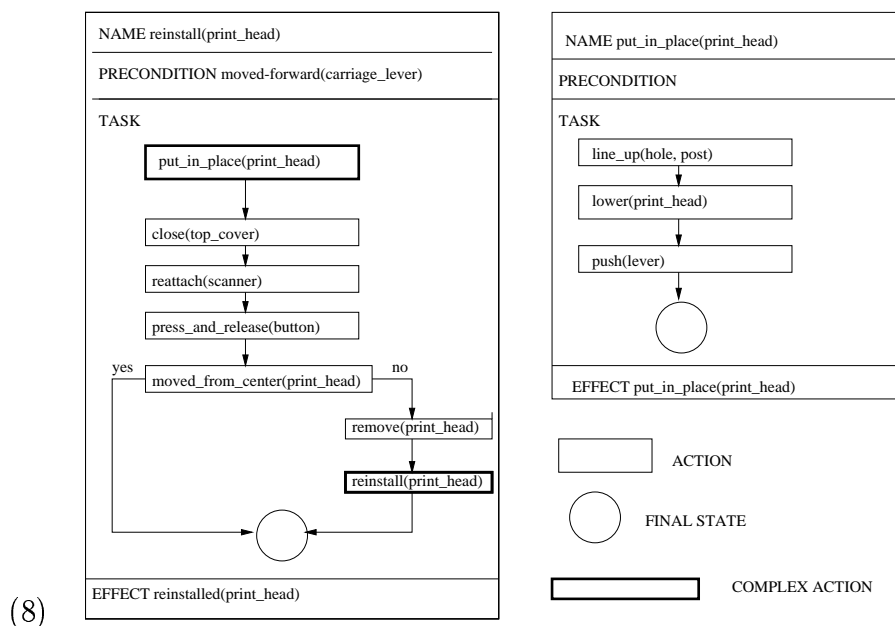 NAME reinstall(print_head)
PRECONDITION moved-forward(carriage_lever)
TASK
put_in_place(print_head)
close(top_cover)
reattach(scanner)
press_and_release(button)
yes
moved_from_center(print_head)
no
remove(print_head)
reinstall(print_head)
EFFECT reinstalled(print_head)
NAME put_in_place(print_head)
PRECONDITION
TASK
line_up(hole, post)
lower(print_head)
push(lever)
EFFECT put_in_place(print_head)
ACTION
FINAL STATE
COMPLEX ACTION
(8)